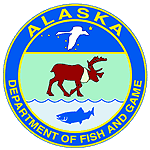 ALASKA
DEPARTMENT OF FISH AND GAME